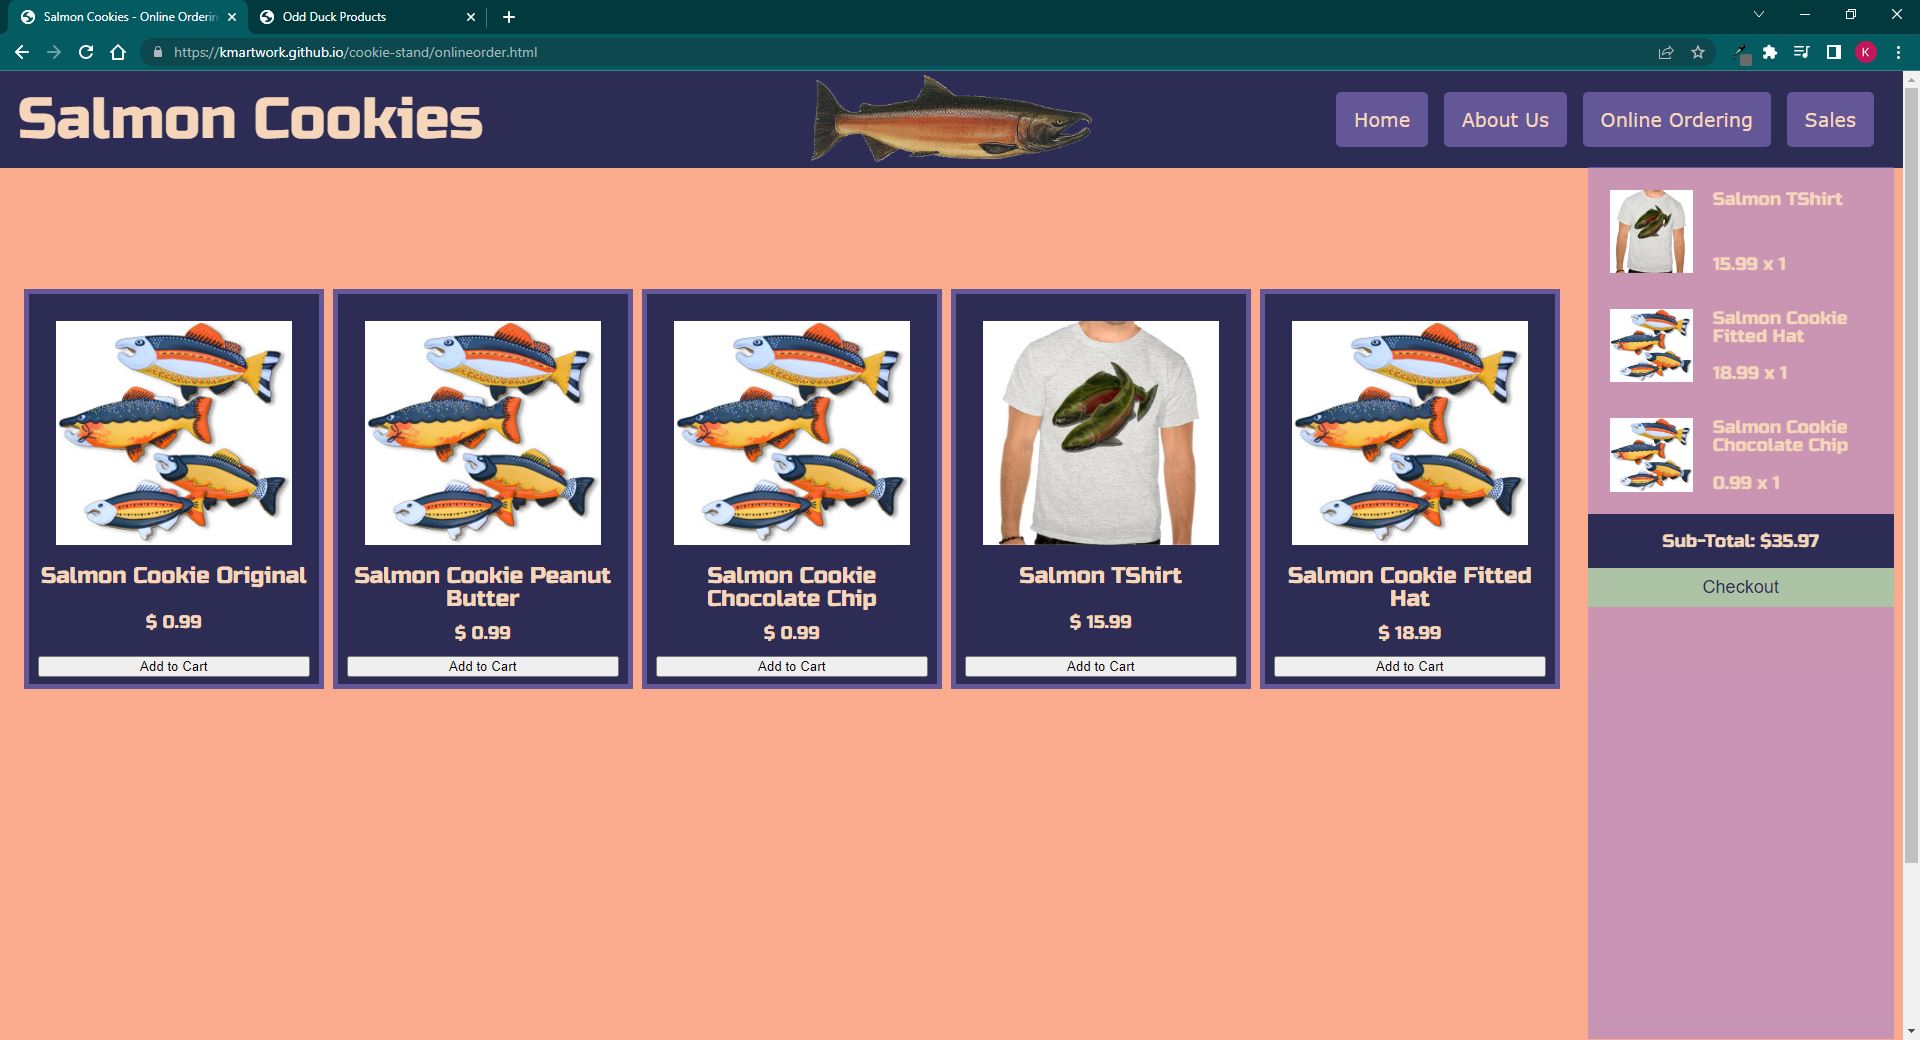 Salmon Cookies - Online Orderin
Odd Duck Products
https://kmartwork.github.io/cookie-stand/onlineorder.html
K
Salmon Cookies
Home
About Us
Online Ordering
Sales
Salmon Cookie Original
$ 0.99
Add to Cart
Salmon Cookie Peanut
Butter
$ 0.99
Add to Cart
Salmon Cookie
Chocolate Chip
$ 0.99
Add to Cart
Salmon TShirt
$ 15.99
Add to Cart
Salmon Cookie Fitted
Hat
$ 18.99
Add to Cart
Salmon TShirt
15.99 x 1
Salmon Cookie
Fitted Hat
18.99 x 1
Salmon Cookie
Chocolate Chip
0.99 x 1
Sub-Total: $35.97
Checkout